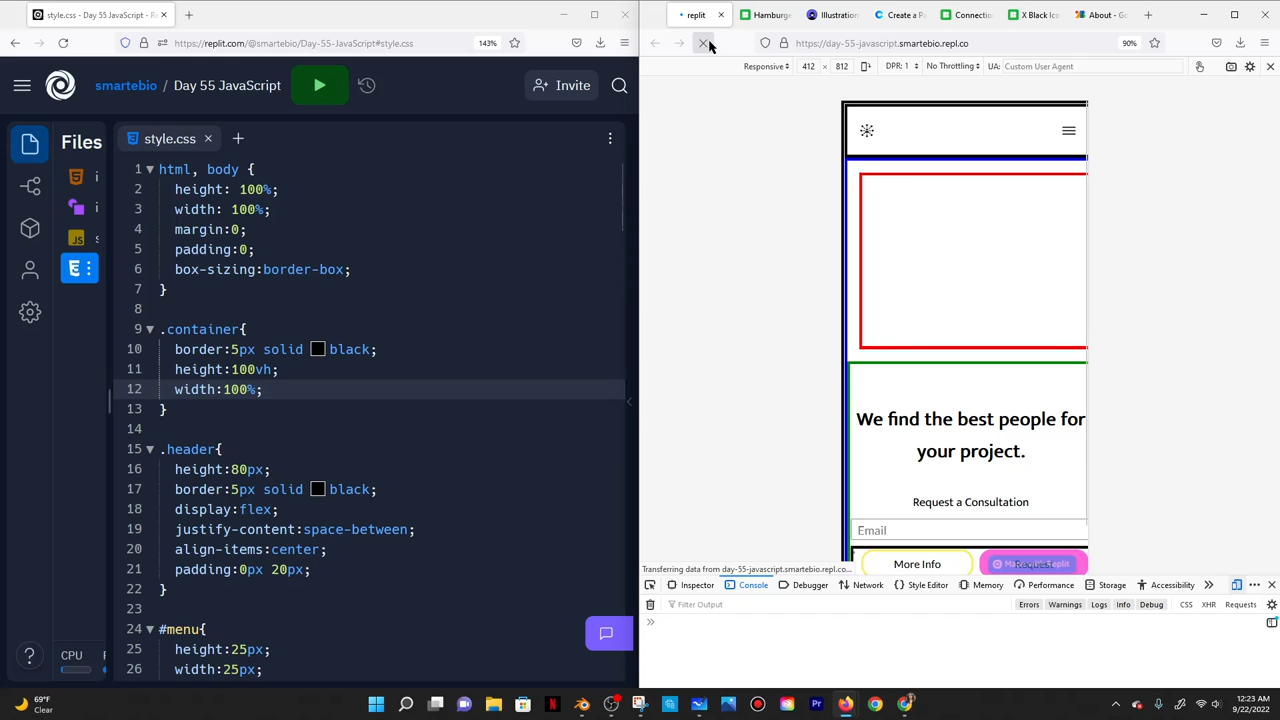 style.css - Day 55 JavaScript - Re
replit
Hamburge
Illustration
Create a Pa
Connection
X Black Ico
About - Go
https://replit.com/@smartebio/Day-55-JavaScript#style.css
143%
https://day-55-javascript.smartebio.repl.co
90%
Responsive
412 × 812
DPR: 1
No Throttling
UA:
Custom User Agent
smartebio / Day 55 JavaScript
Invite
Files
style.css
i
i
JS s
1 html, body {
2 height: 100%;
3 width: 100%;
4 margin:0;
5 padding:0;
6 box-sizing:border-box;
7 }
8
9 .container{
10 border:5px solid black;
11 height:100vh;
12 width:100%;
13 }
14
15 .header{
16 height:80px;
17 border:5px solid black;
18 display:flex;
19 justify-content:space-between;
20 align-items:center;
21 padding:0px 20px;
22 }
23
24 #menu{
25 height:25px;
26 width:25px;
CPU
We find the best people for
your project.
Request a Consultation
Email
More Info
Transferring data from day-55-javascript.smartebio.repl.co...
Inspector
Console
Debugger
Network
Style Editor
Memory
Performance
Storage
Accessibility
Filter Output
Errors
Warnings
Logs
Info
Debug
CSS
XHR
Requests
69°F
Clear
12:23 AM
9/22/2022